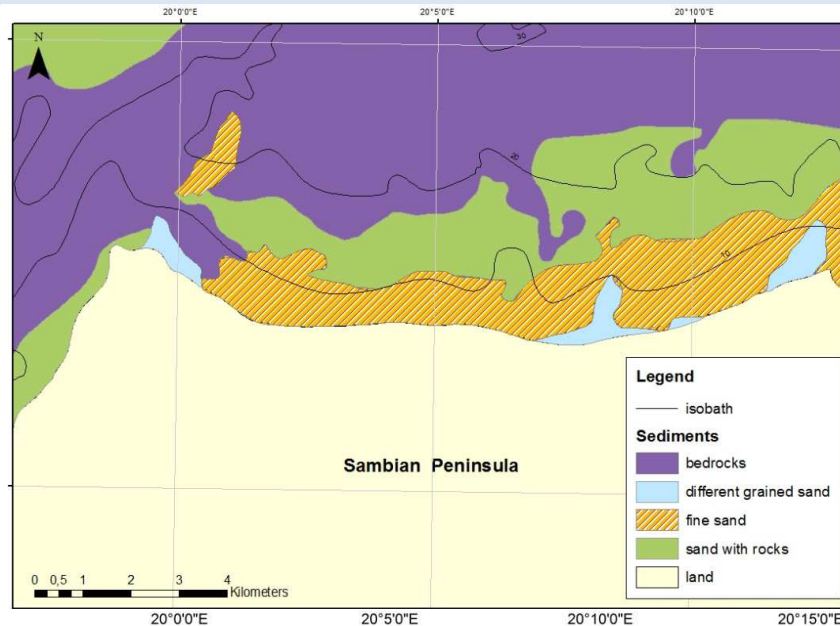 20°0'0"E 20°5'0"E 20°10'0"E
N
30
20
10
Sambian Peninsula
Legend
isobath
Sediments
bedrocks
different grained sand
fine sand
sand with rocks
land
0 0,5 1 2 3 4
Kilometers
20°0'0"E 20°5'0"E 20°10'0"E 20°15'0"E